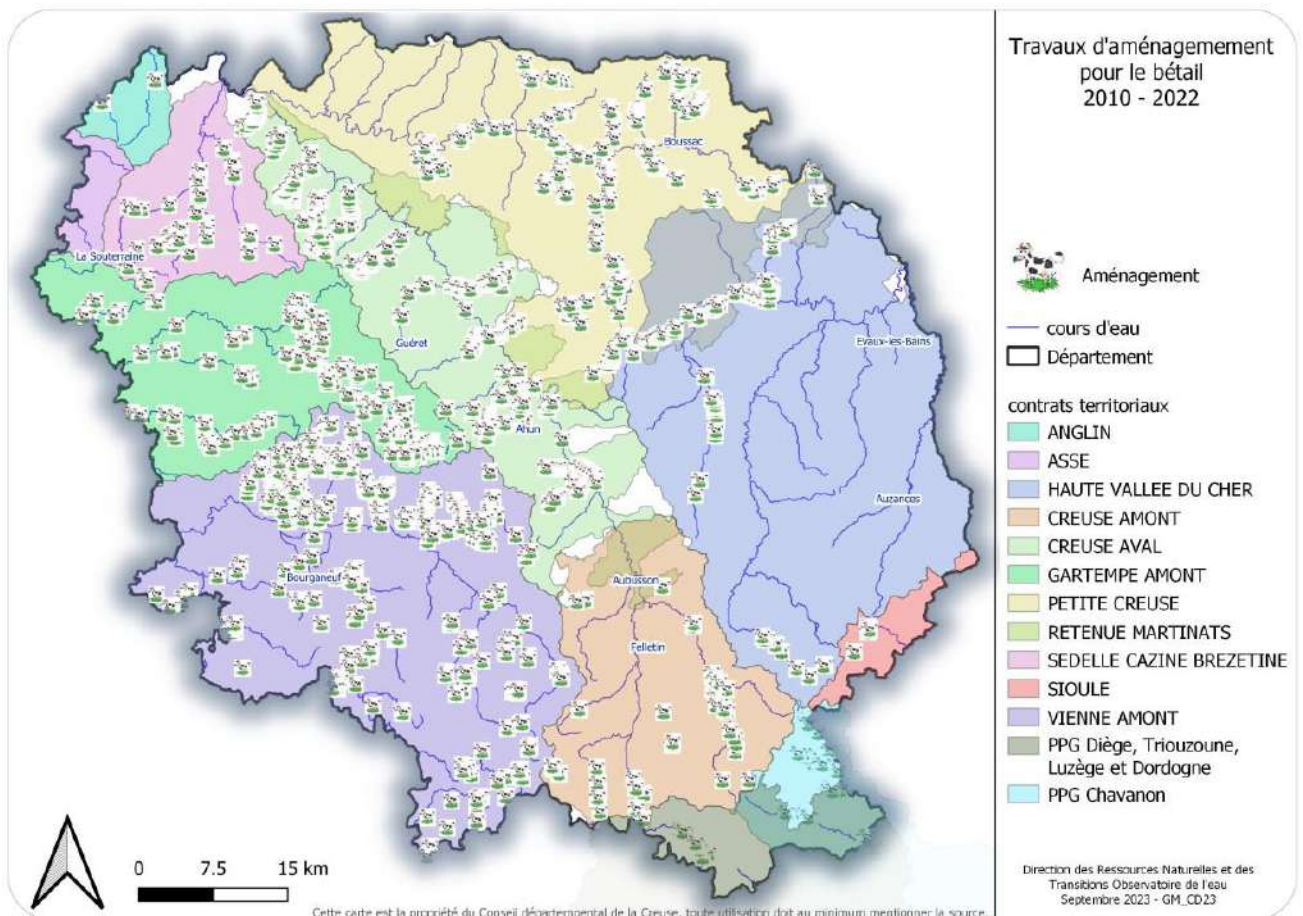 Travaux d'aménagemement
pour le bétail
2010 - 2022
Aménagement
cours d'eau
Département
contrats territoriaux
ANGLIN
ASSE
HAUTE VALLEE DU CHER
CREUSE AMONT
CREUSE AVAL
GARTEMPE AMONT
PETITE CREUSE
RETENUE MARTINATS
SEDELLE CAZINE BREZETINE
SIOULE
VIENNE AMONT
PPG Diège, Triouzoune,
Luzège et Dordogne
PPG Chavanon
Direction des Ressources Naturelles et des
Transitions Observatoire de l'eau
Septembre 2023 - GM_CD23
Boussac
La Souterraine
Guéret
Evaux-les-Bains
Ahun
Auzances
Bourganeuf
Aubusson
Felletin
0 7.5 15 km
Cette carte est la propriété du Conseil départemental de la Creuse, toute utilisation doit au minimum mentionner la source.